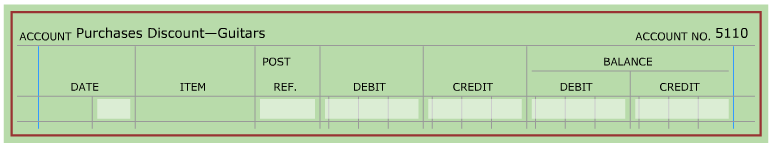 ACCOUNT Purchases Discount—Guitars ACCOUNT NO. 5110
POST BALANCE
DATE ITEM REF. DEBIT CREDIT DEBIT CREDIT